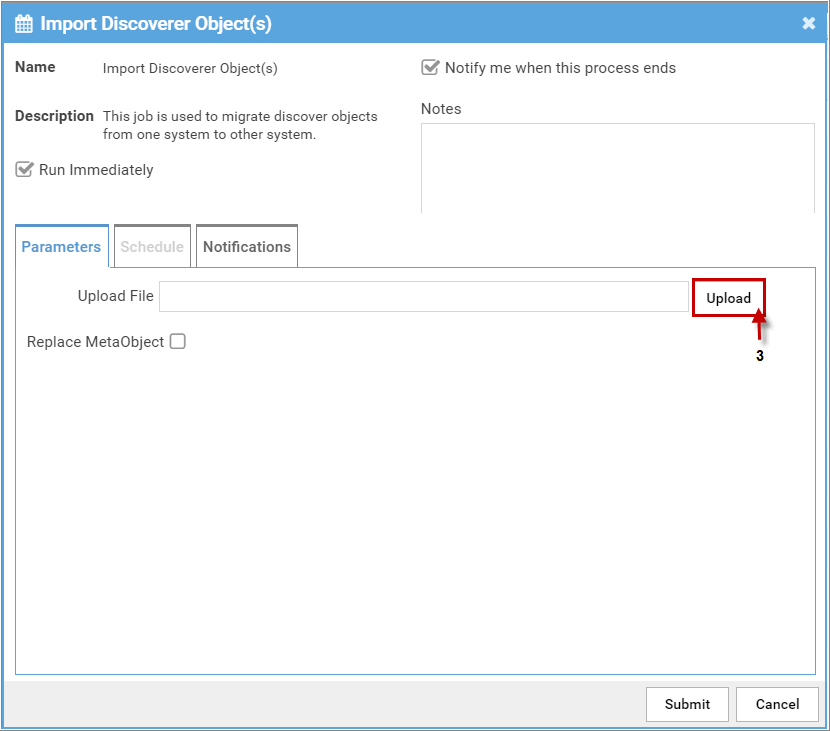 Import Discoverer Object(s)
Name Import Discoverer Object(s)
Notify me when this process ends
Description This job is used to migrate discover objects
from one system to other system.
Notes
Run Immediately
Parameters Schedule Notifications
Upload File Upload
Replace MetaObject
3
Submit Cancel